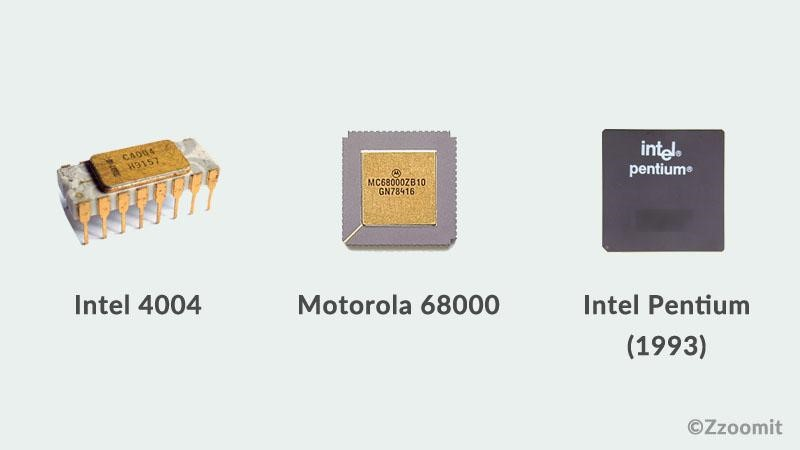 C4004
H3157
MC68000ZB10
GN78416
intel®
pentium®
Intel 4004
Motorola 68000
Intel Pentium
(1993)
©Zzoomit